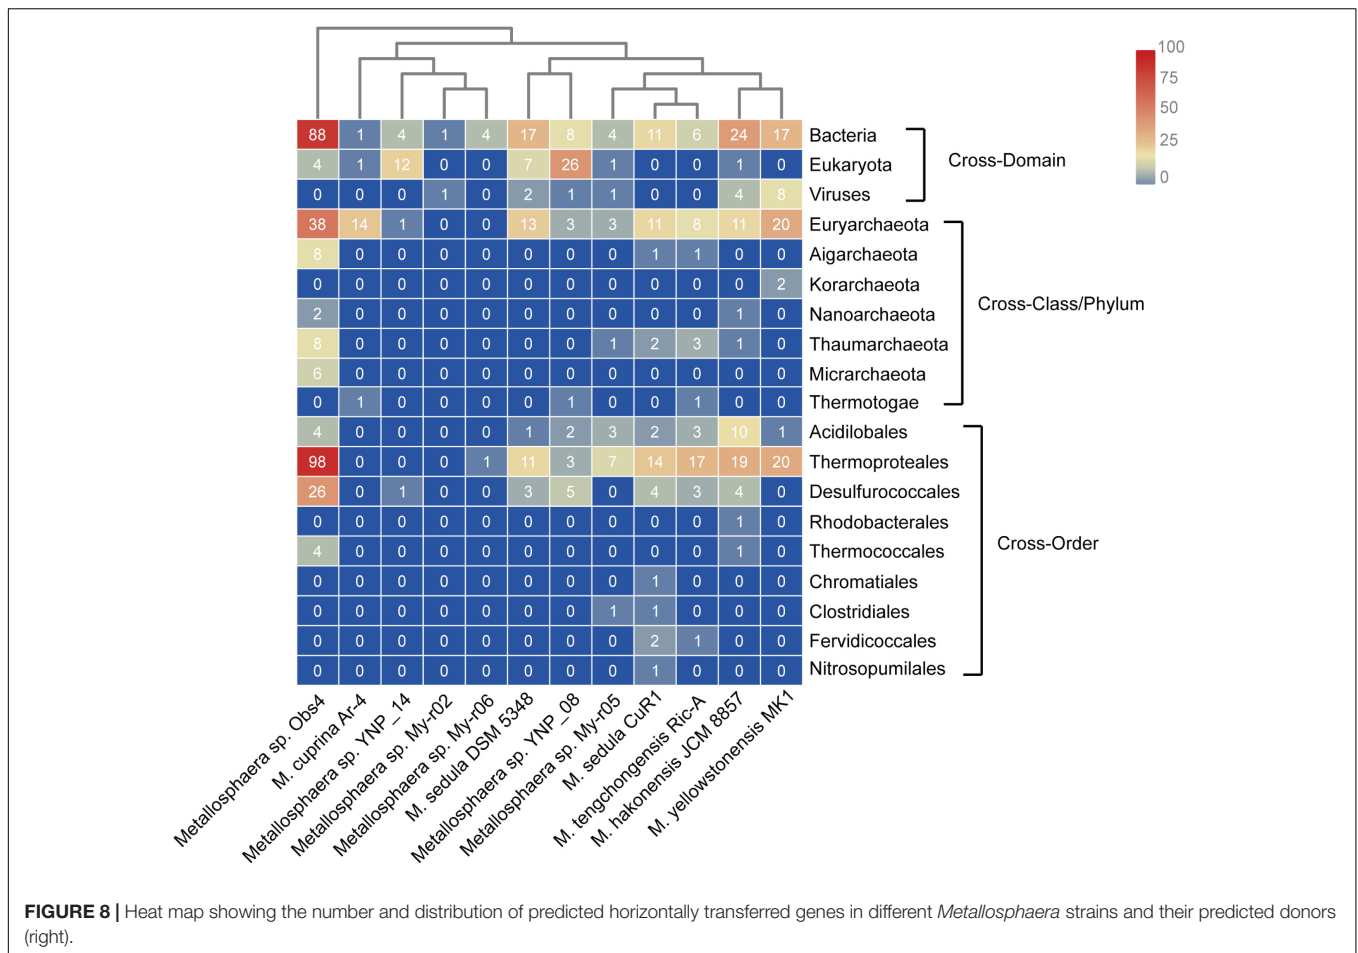 100
75
50
25
0
88 1 4 1 4 17 8 4 11 6 24 17 Bacteria
4 1 12 0 0 7 26 1 0 0 1 0 Eukaryota
0 0 0 1 0 2 1 1 0 0 4 8 Viruses
Cross-Domain
38 14 1 0 0 13 3 3 11 8 11 20 Euryarchaeota
8 0 0 0 0 0 0 0 1 1 0 0 Aigarchaeota
0 0 0 0 0 0 0 0 0 0 0 2 Korarchaeota
2 0 0 0 0 0 0 0 0 0 1 0 Nanoarchaeota
8 0 0 0 0 0 0 1 2 3 1 0 Thaumarchaeota
6 0 0 0 0 0 0 0 0 0 0 0 Micrarchaeota
0 1 0 0 0 0 1 0 0 1 0 0 Thermotogae
Cross-Class/Phylum
4 0 0 0 0 1 2 3 2 3 10 1 Acidilobales
98 0 0 0 1 11 3 7 14 17 19 20 Thermoproteales
26 0 1 0 0 3 5 0 4 3 4 0 Desulfurococcales
0 0 0 0 0 0 0 0 0 0 1 0 Rhodobacterales
4 0 0 0 0 0 0 0 0 0 1 0 Thermococcales
0 0 0 0 0 0 0 0 1 0 0 0 Chromatiales
0 0 0 0 0 0 0 1 1 0 0 0 Clostridiales
0 0 0 0 0 0 0 0 2 1 0 0 Fervidicoccales
0 0 0 0 0 0 0 0 1 0 0 0 Nitrosopumilales
Cross-Order
Metallosphaera sp. Obs4
M. cuprina Ar-4
Metallosphaera sp. YNP_14
Metallosphaera sp. My-r02
Metallosphaera sp. My-r06
M. sedula DSM 5348
Metallosphaera sp. YNP_08
Metallosphaera sp. My-r05
M. sedula CuR1
M. tengchongensis Ric-A
M. hakonensis JCM 8857
M. yellowstonensis MK1
FIGURE 8 | Heat map showing the number and distribution of predicted horizontally transferred genes in different Metallosphaera strains and their predicted donors
(right).